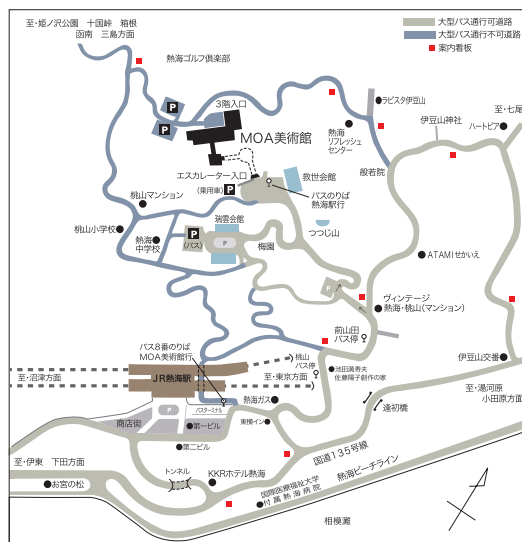 至・姫の沢公園　十国峠　箱根
函南　三島方面
大型バス通行可道路
大型バス通行不可道路
案内看板
熱海ゴルフ倶楽部
P
P
3階入口
MOA美術館
ラビスタ伊豆山
熱海
リフレッシュ
センター
伊豆山神社
至・七尾
ハートピア
般若院
エスカレーター入口
(乗用車) P
救世会館
バスのりば
熱海駅行
桃山マンション
桃山小学校
熱海
中学校
P
(バス)
瑞雲会館
P
梅園
つつじ山
ATAMIせかいえ
P
ヴィンテージ
熱海・桃山(マンション)
前山田
バス停
バス8番のりば
MOA美術館行
桃山
バス停
池田満寿夫
佐藤陽子創作の家
伊豆山交番
至・沼津方面
JR熱海駅
至・東京方面
至・湯河原
小田原方面
熱海ガス
逢初橋
商店街
P
バスターミナル
第一ビル
東横イン
第二ビル
国道135号線
至・伊東　下田方面
トンネル
KKRホテル熱海
熱海ビーチライン
お宮の松
国際医療福祉大学
付属熱海病院
相模灘